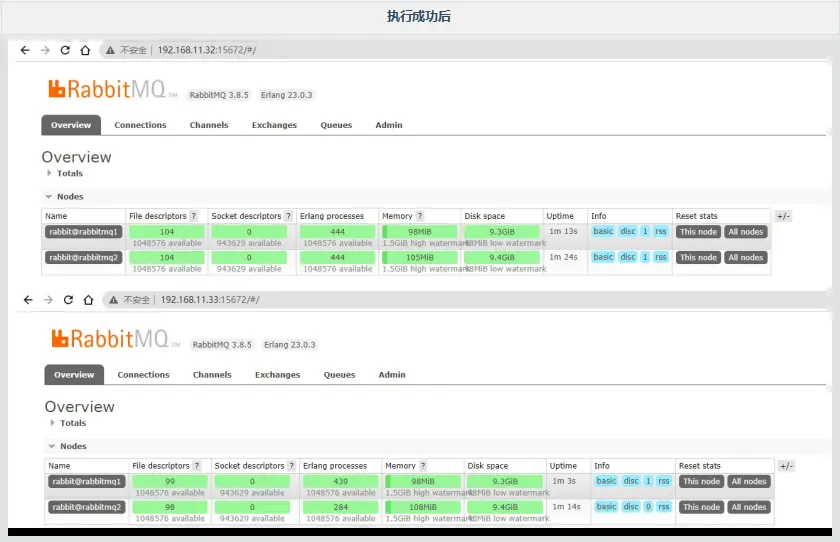 执行成功后
不安全 | 192.168.11.32:15672/#/
RabbitMQ TM RabbitMQ 3.8.5 Erlang 23.0.3
Overview Connections Channels Exchanges Queues Admin
Overview
Totals
Nodes
Name File descriptors ? Socket descriptors ? Erlang processes Memory ? Disk space Uptime Info Reset stats +/-
rabbit@rabbitmq1 104 0 444 98MiB 9.3GiB 1m 13s basic disc 1 rss This node All nodes
1048576 available 943629 available 1048576 available 1.5GiB high watermark 48MiB low watermark
rabbit@rabbitmq2 104 0 444 105MiB 9.4GiB 1m 24s basic disc 1 rss This node All nodes
1048576 available 943629 available 1048576 available 1.5GiB high watermark 48MiB low watermark
不安全 | 192.168.11.33:15672/#/
RabbitMQ TM RabbitMQ 3.8.5 Erlang 23.0.3
Overview Connections Channels Exchanges Queues Admin
Overview
Totals
Nodes
Name File descriptors ? Socket descriptors ? Erlang processes Memory ? Disk space Uptime Info Reset stats +/-
rabbit@rabbitmq1 99 0 439 98MiB 9.3GiB 1m 3s basic disc 1 rss This node All nodes
1048576 available 943629 available 1048576 available 1.5GiB high watermark 48MiB low watermark
rabbit@rabbitmq2 98 0 284 108MiB 9.4GiB 1m 14s basic disc 0 rss This node All nodes
1048576 available 943629 available 1048576 available 1.5GiB high watermark 48MiB low watermark